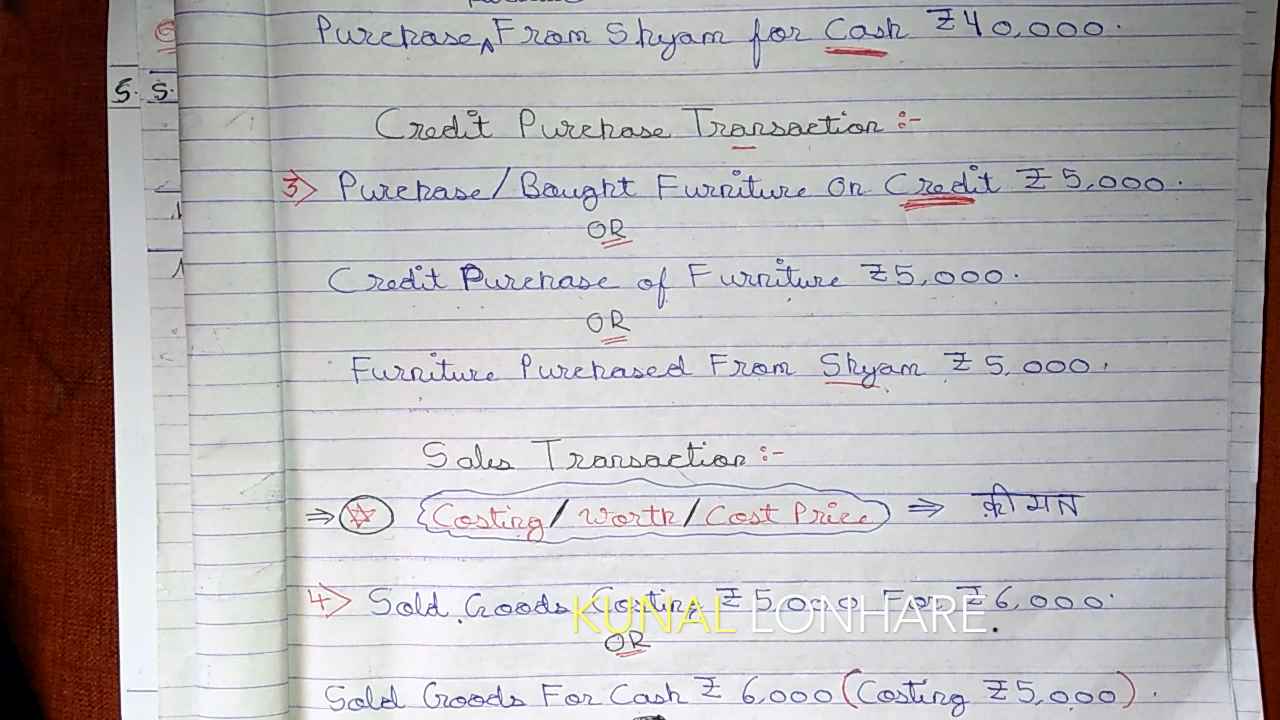 Purchase ^ From Shyam for Cash ₹40,000.
5. S.
Credit Purchase Transaction :-
3> Purchase/Bought Furniture on Credit ₹5,000.
OR
Credit Purchase of Furniture ₹5,000.
OR
Furniture Purchased From Shyam ₹5,000.
Sales Transaction :-
⇒ ☆ Costing/Worth/Cost Price ⇒ क़ीमत
4> Sold Goods Costing ₹5,000 For ₹6,000.
KUNAL LONHARE.
OR
Sold Goods For Cash ₹6,000 (Costing ₹5,000).